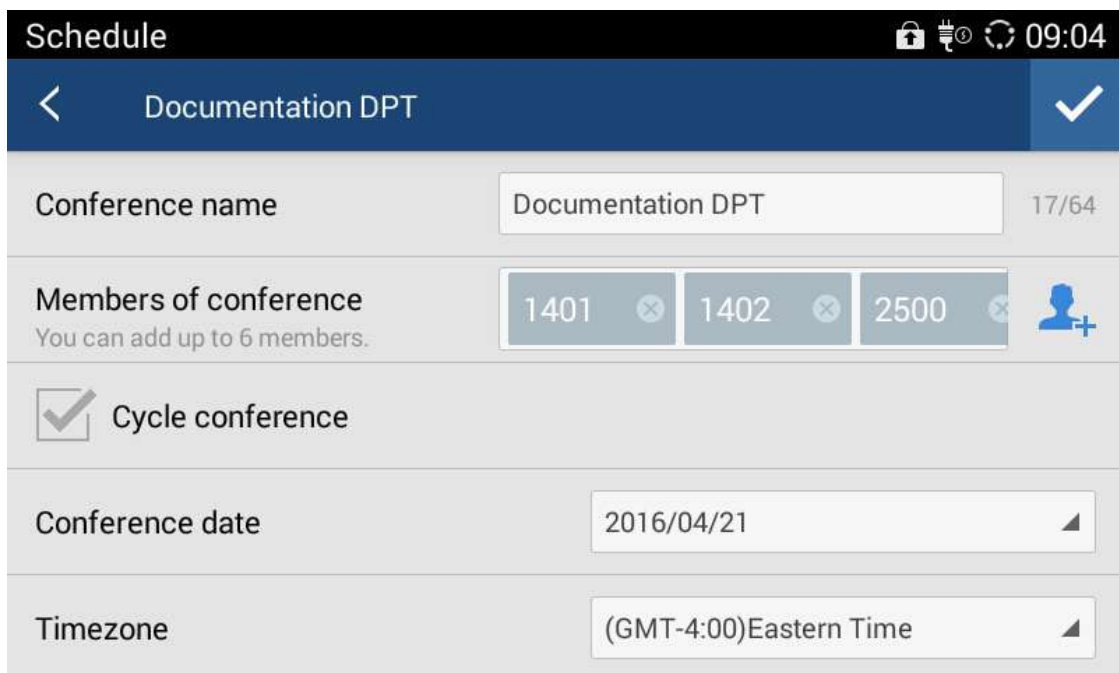 Schedule 09:04
Documentation DPT
Conference name Documentation DPT 17/64
Members of conference 1401 1402 2500
You can add up to 6 members.
Cycle conference
Conference date 2016/04/21
Timezone (GMT-4:00)Eastern Time